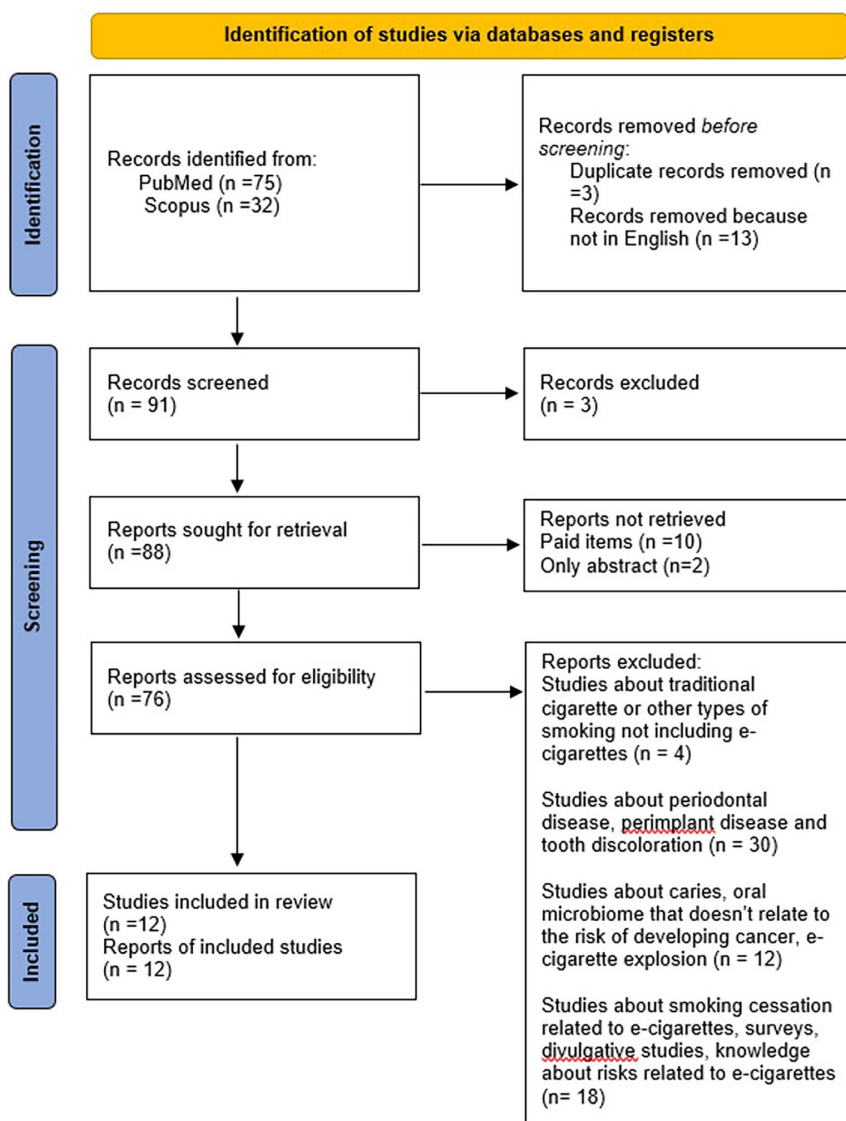 Identification of studies via databases and registers
Identification
Records identified from:
PubMed (n =75)
Scopus (n =32)
Records removed before
screening:
Duplicate records removed (n
=3)
Records removed because
not in English (n =13)
Screening
Records screened
(n = 91)
Records excluded
(n = 3)
Reports sought for retrieval
(n =88)
Reports not retrieved
Paid items (n =10)
Only abstract (n=2)
Reports assessed for eligibility
(n =76)
Reports excluded:
Studies about traditional
cigarette or other types of
smoking not including e-
cigarettes (n = 4)
Studies about periodontal
disease, perimplant disease and
tooth discoloration (n = 30)
Studies about caries, oral
microbiome that doesn’t relate to
the risk of developing cancer, e-
cigarette explosion (n = 12)
Studies about smoking cessation
related to e-cigarettes, surveys,
divulgative studies, knowledge
about risks related to e-cigarettes
(n= 18)
Included
Studies included in review
(n =12)
Reports of included studies
(n = 12)